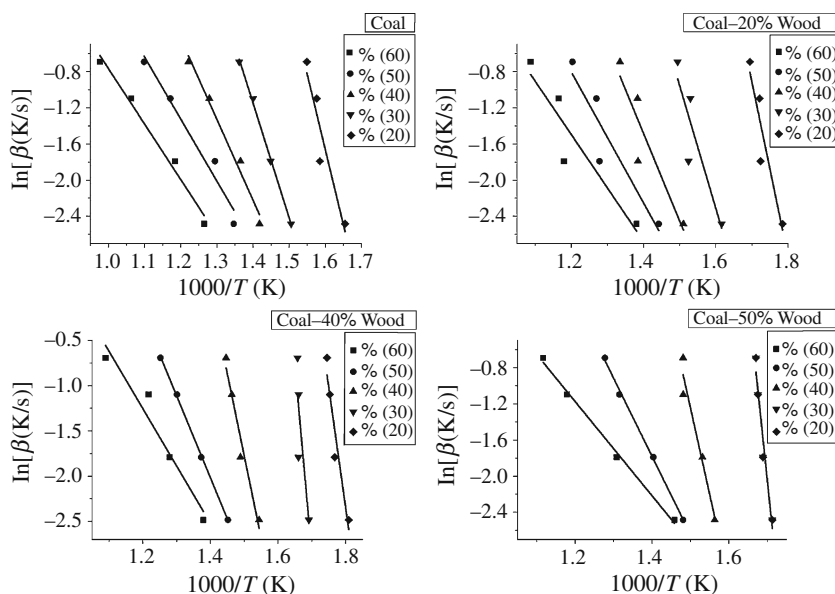 Coal
% (60)
% (50)
% (40)
% (30)
% (20)
ln[β(K/s)]
–0.8
–1.2
–1.6
–2.0
–2.4
1.0 1.1 1.2 1.3 1.4 1.5 1.6 1.7
1000/T (K)
Coal–20% Wood
% (60)
% (50)
% (40)
% (30)
% (20)
ln[β(K/s)]
–0.8
–1.2
–1.6
–2.0
–2.4
1.2 1.4 1.6 1.8
1000/T (K)
Coal–40% Wood
% (60)
% (50)
% (40)
% (30)
% (20)
ln[β(K/s)]
–0.5
–1.0
–1.5
–2.0
–2.5
1.2 1.4 1.6 1.8
1000/T (K)
Coal–50% Wood
% (60)
% (50)
% (40)
% (30)
% (20)
ln[β(K/s)]
–0.8
–1.2
–1.6
–2.0
–2.4
1.2 1.4 1.6
1000/T (K)